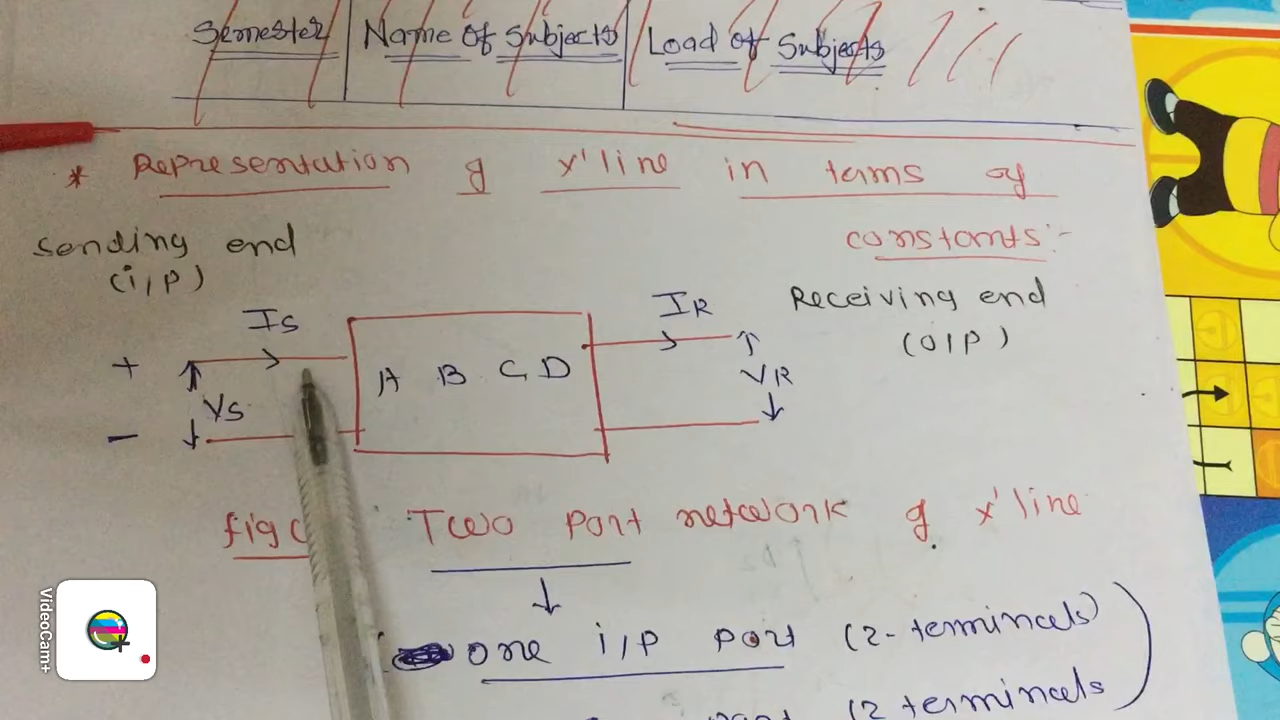 Semester Name Of Subjects Load of Subjects
* Representation of x'line in terms of
constants:-
Sending end
(i/p)
Receiving end
(O/P)
IS
IR
+
VS
A B C D
VR
-
fig Two Port network of x'line
one i/p port (2-terminals)
port (2 terminals
VideoCam+